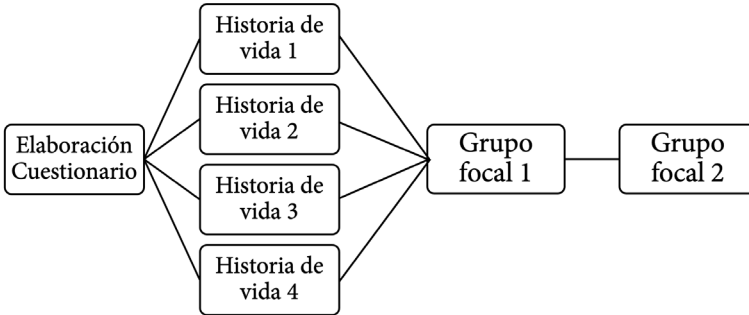 Elaboración
Cuestionario
Historia de
vida 1
Historia de
vida 2
Historia de
vida 3
Historia de
vida 4
Grupo
focal 1
Grupo
focal 2